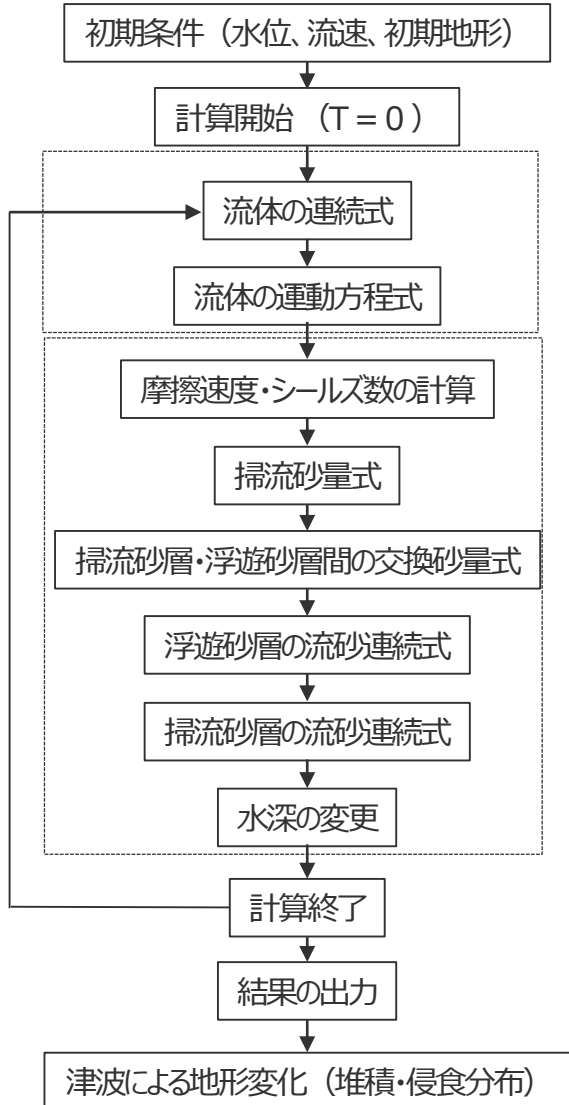 初期条件（水位、流速、初期地形）
計算開始 （T＝0 ）
流体の連続式
流体の運動方程式
摩擦速度・シールズ数の計算
掃流砂量式
掃流砂層・浮遊砂層間の交換砂量式
浮遊砂層の流砂連続式
掃流砂層の流砂連続式
水深の変更
計算終了
結果の出力
津波による地形変化（堆積・侵食分布）